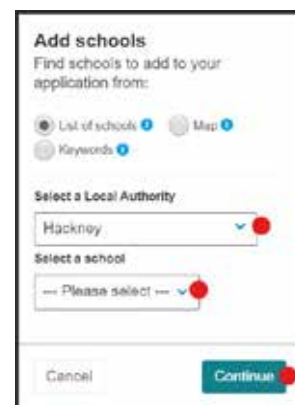 Add schools
Find schools to add to your
application from:
List of schools
Map
Keywords
Select a Local Authority
Hackney
Select a school
--- Please select ---
Cancel
Continue